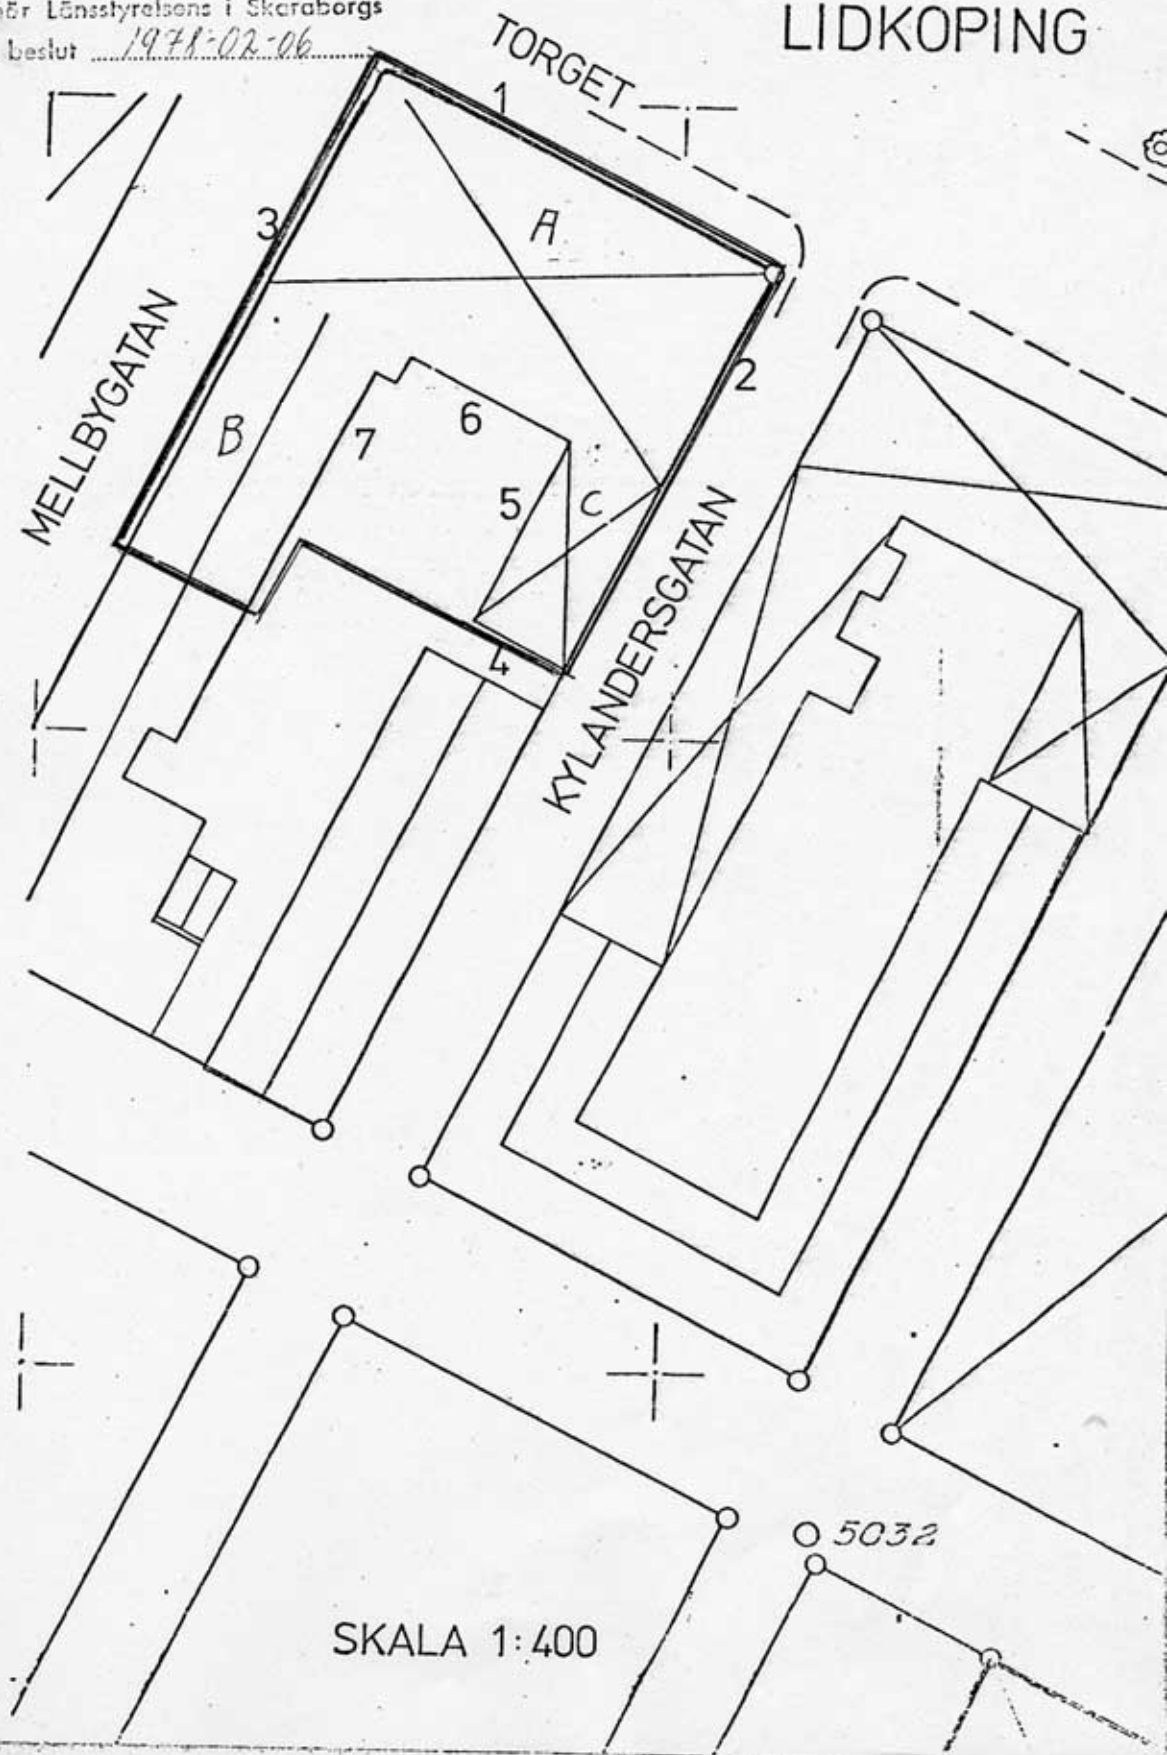 hör Länsstyrelsens i Skaraborgs
beslut 1978-02-06
LIDKOPING
TORGET
1
A
3
2
MELLBYGATAN
B
6
7
5
C
4
KYLANDERSGATAN
5032
SKALA 1:400